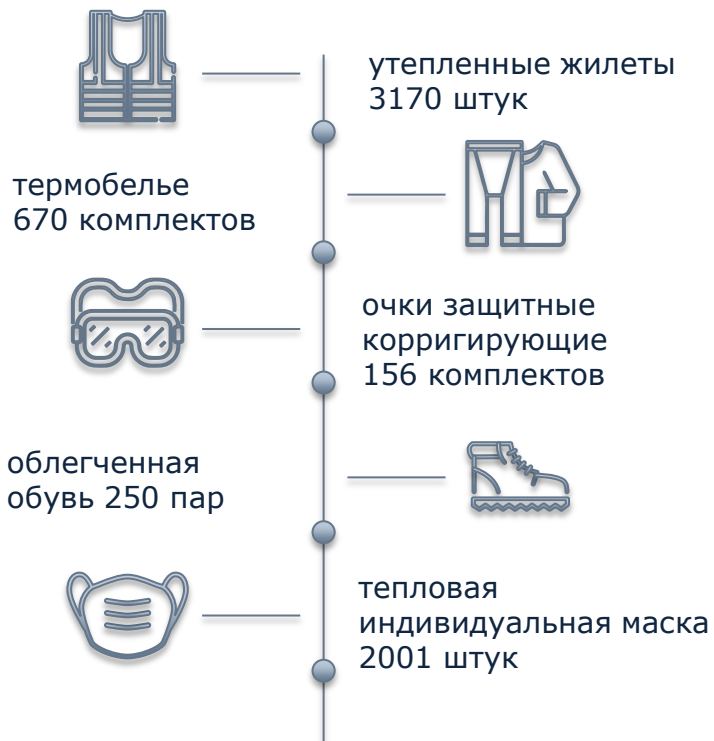 утепленные жилеты
3170 штук
термобелье
670 комплектов
очки защитные
корригирующие
156 комплектов
облегченная
обувь 250 пар
тепловая
индивидуальная маска
2001 штук